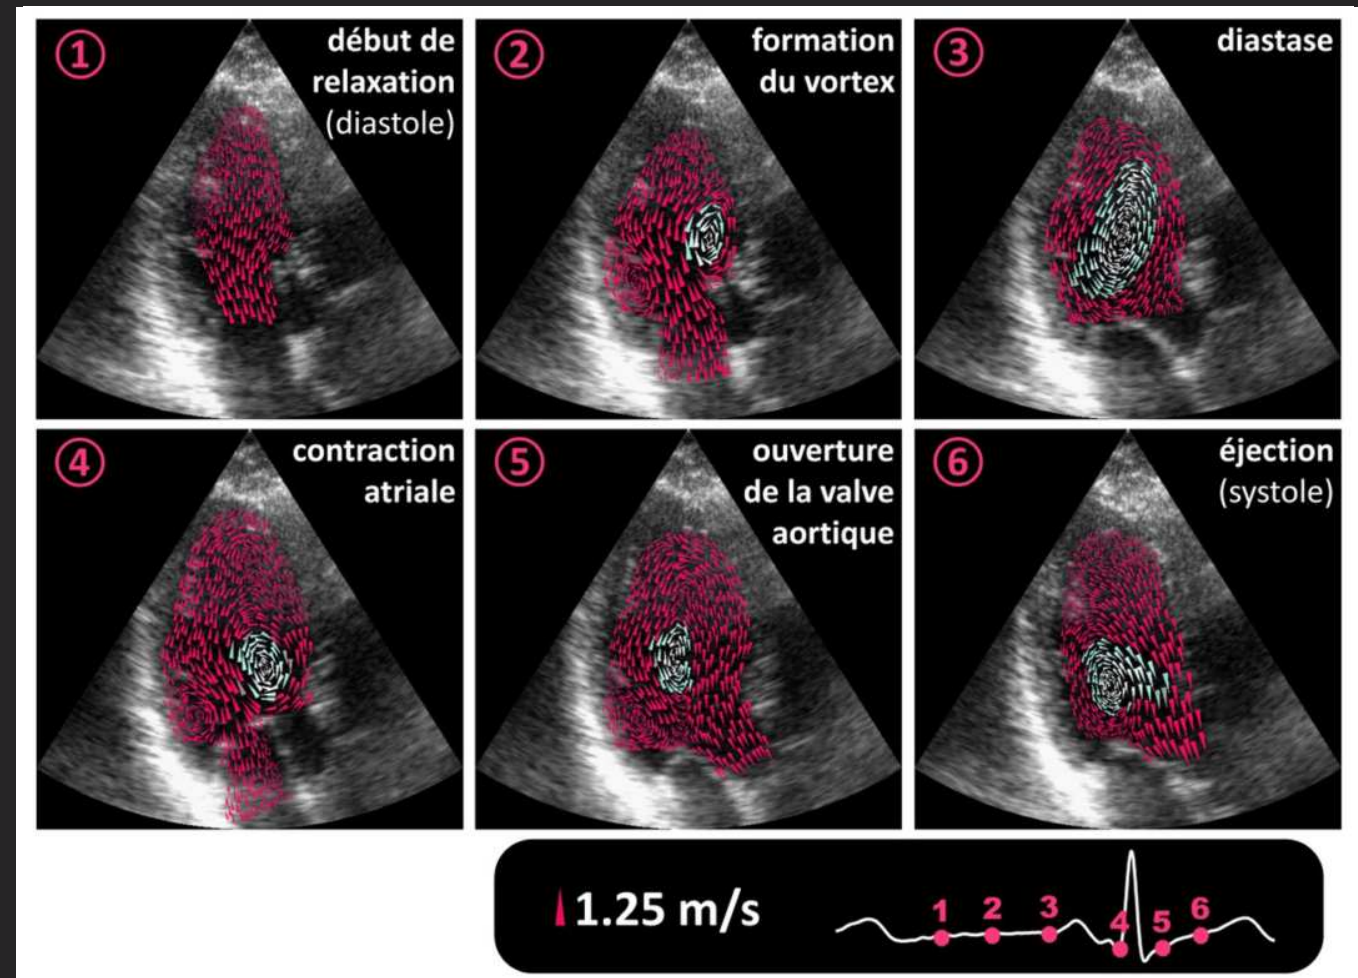 ①
début de
relaxation
(diastole)
②
formation
du vortex
③
diastase
④
contraction
atriale
⑤
ouverture
de la valve
aortique
⑥
éjection
(systole)
1.25 m/s
1 2 3 4 5 6